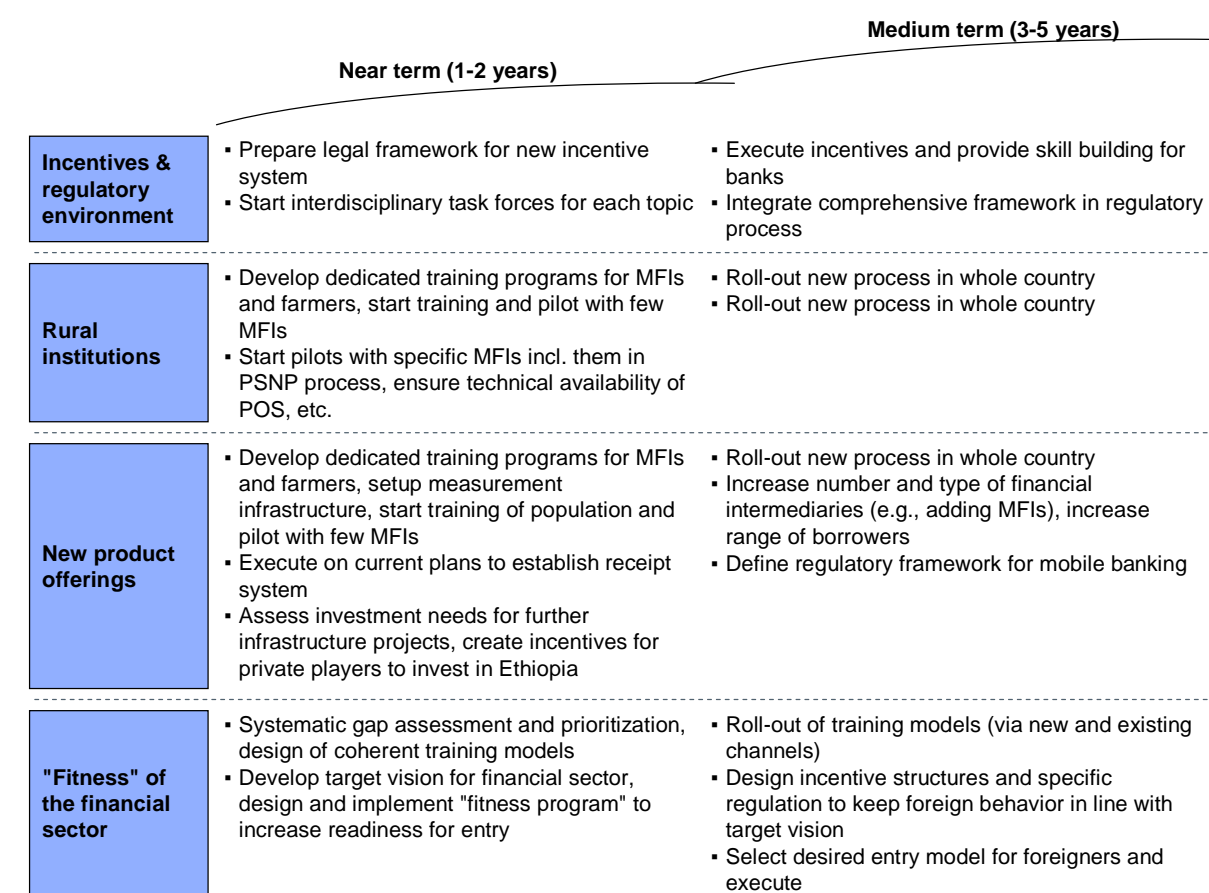 Medium term (3-5 years)
Near term (1-2 years)
Incentives &
regulatory
environment
▪ Prepare legal framework for new incentive
system
▪ Start interdisciplinary task forces for each topic
▪ Execute incentives and provide skill building for
banks
▪ Integrate comprehensive framework in regulatory
process
Rural
institutions
▪ Develop dedicated training programs for MFIs
and farmers, start training and pilot with few
MFIs
▪ Start pilots with specific MFIs incl. them in
PSNP process, ensure technical availability of
POS, etc.
▪ Roll-out new process in whole country
▪ Roll-out new process in whole country
New product
offerings
▪ Develop dedicated training programs for MFIs
and farmers, setup measurement
infrastructure, start training of population and
pilot with few MFIs
▪ Execute on current plans to establish receipt
system
▪ Assess investment needs for further
infrastructure projects, create incentives for
private players to invest in Ethiopia
▪ Roll-out new process in whole country
▪ Increase number and type of financial
intermediaries (e.g., adding MFIs), increase
range of borrowers
▪ Define regulatory framework for mobile banking
"Fitness" of
the financial
sector
▪ Systematic gap assessment and prioritization,
design of coherent training models
▪ Develop target vision for financial sector,
design and implement "fitness program" to
increase readiness for entry
▪ Roll-out of training models (via new and existing
channels)
▪ Design incentive structures and specific
regulation to keep foreign behavior in line with
target vision
▪ Select desired entry model for foreigners and
execute